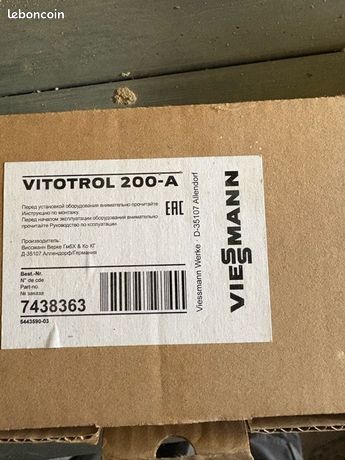 leboncoin
VITOTROL 200-A
Перед установкой оборудования внимательно прочитайте
Инструкцию по монтажу.
Перед началом эксплуатации оборудования внимательно
прочитайте Руководство по
EAC
Производитель:
Виссманн Верке ГмбХ & Ко КГ
Д-35107 Аллендорф/Германия
Best.-Nr.
N° de cde
Part-no.
№ заказа
7438363
5443590-03
Viessmann Werke · D-35107 Allendorf
VIESSMANN